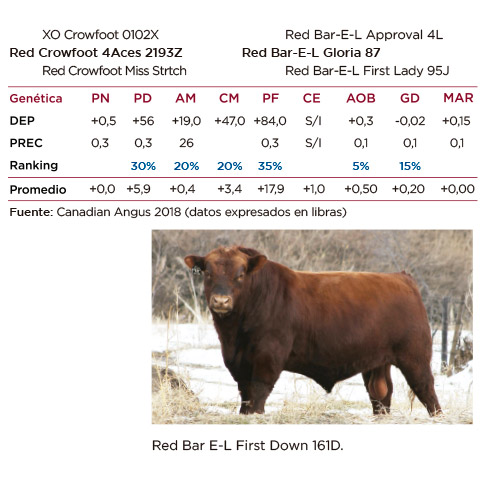 XO Crowfoot 0102X Red Bar-E-L Approval 4L
Red Crowfoot 4Aces 2193Z Red Bar-E-L Gloria 87
Red Crowfoot Miss Strtch Red Bar-E-L First Lady 95J
Genética PN PD AM CM PF CE AOB GD MAR
DEP +0,5 +56 +19,0 +47,0 +84,0 S/I +0,3 -0,02 +0,15
PREC 0,3 0,3 26 0,3 S/I 0,1 0,1 0,1
Ranking 30% 20% 20% 35% 5% 15%
Promedio +0,0 +5,9 +0,4 +3,4 +17,9 +1,0 +0,50 +0,20 +0,00
Fuente: Canadian Angus 2018 (datos expresados en libras)
Red Bar E-L First Down 161D.